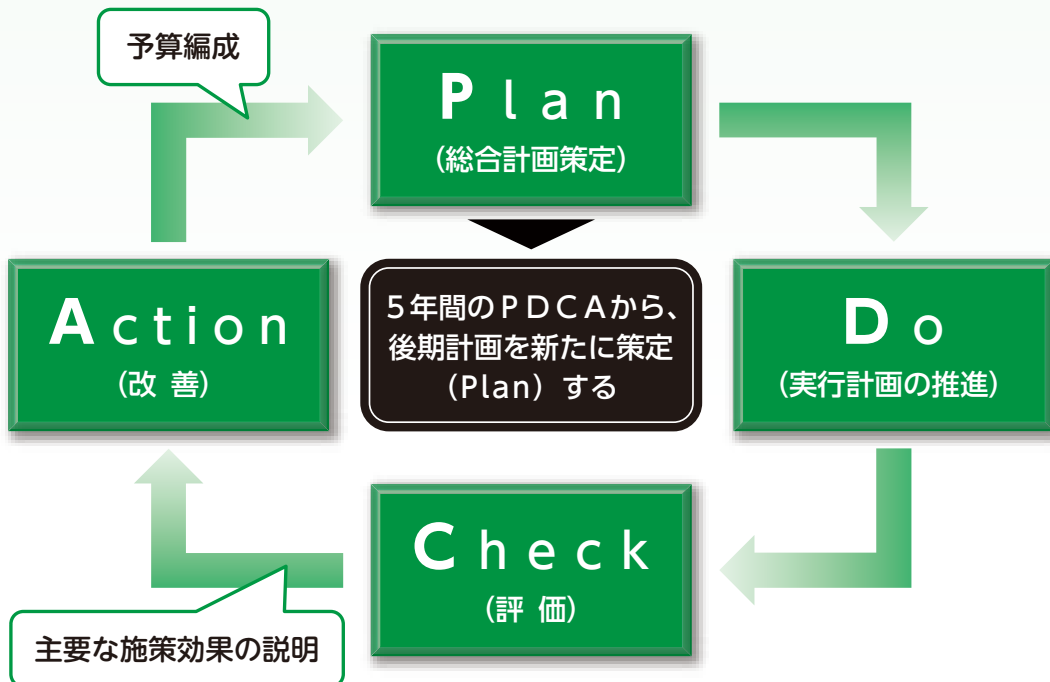 予算編成
Plan
(総合計画策定)
Action
(改 善)
5年間のPDCAから、
後期計画を新たに策定
(Plan)する
Do
(実行計画の推進)
Check
(評 価)
主要な施策効果の説明